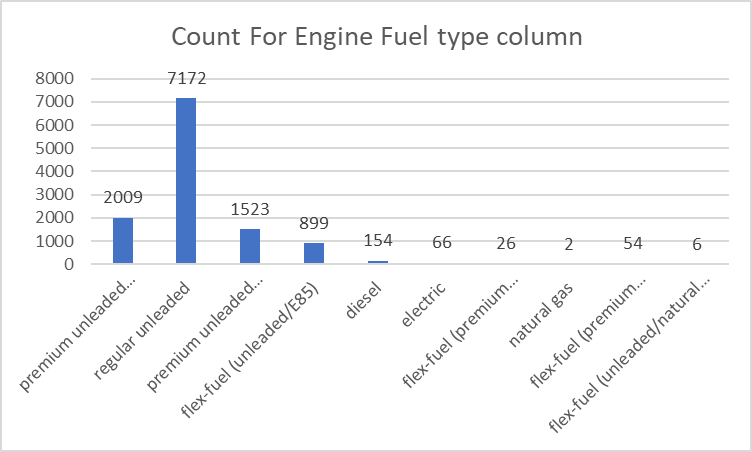 Count For Engine Fuel type column
8000
7000
6000
5000
4000
3000
2000
1000
0
2009
7172
1523
899
154
66
26
2
54
6
premium unleaded...
regular unleaded
premium unleaded...
flex-fuel (unleaded/E85)
diesel
electric
flex-fuel (premium...
natural gas
flex-fuel (premium...
flex-fuel (unleaded/natural...